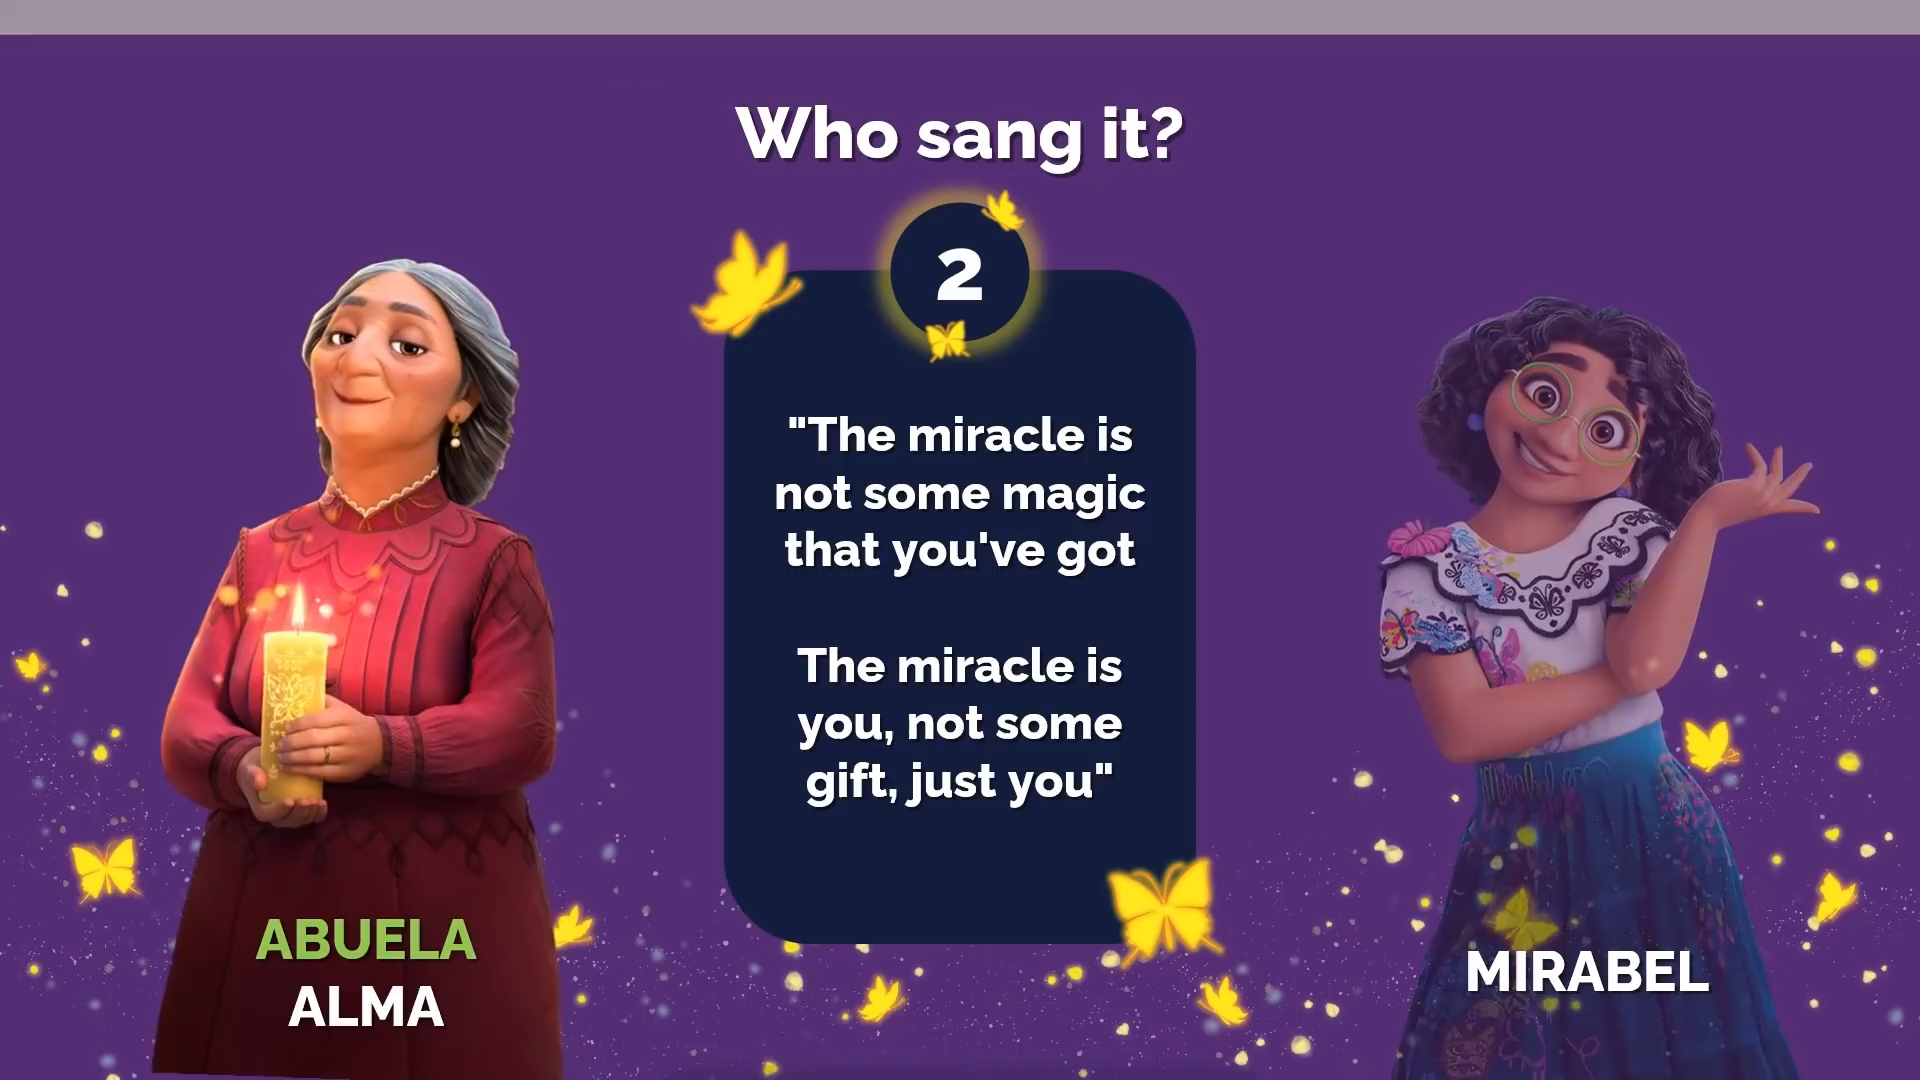 Who sang it?
2
"The miracle is
not some magic
that you've got
The miracle is
you, not some
gift, just you"
ABUELA
ALMA
MIRABEL